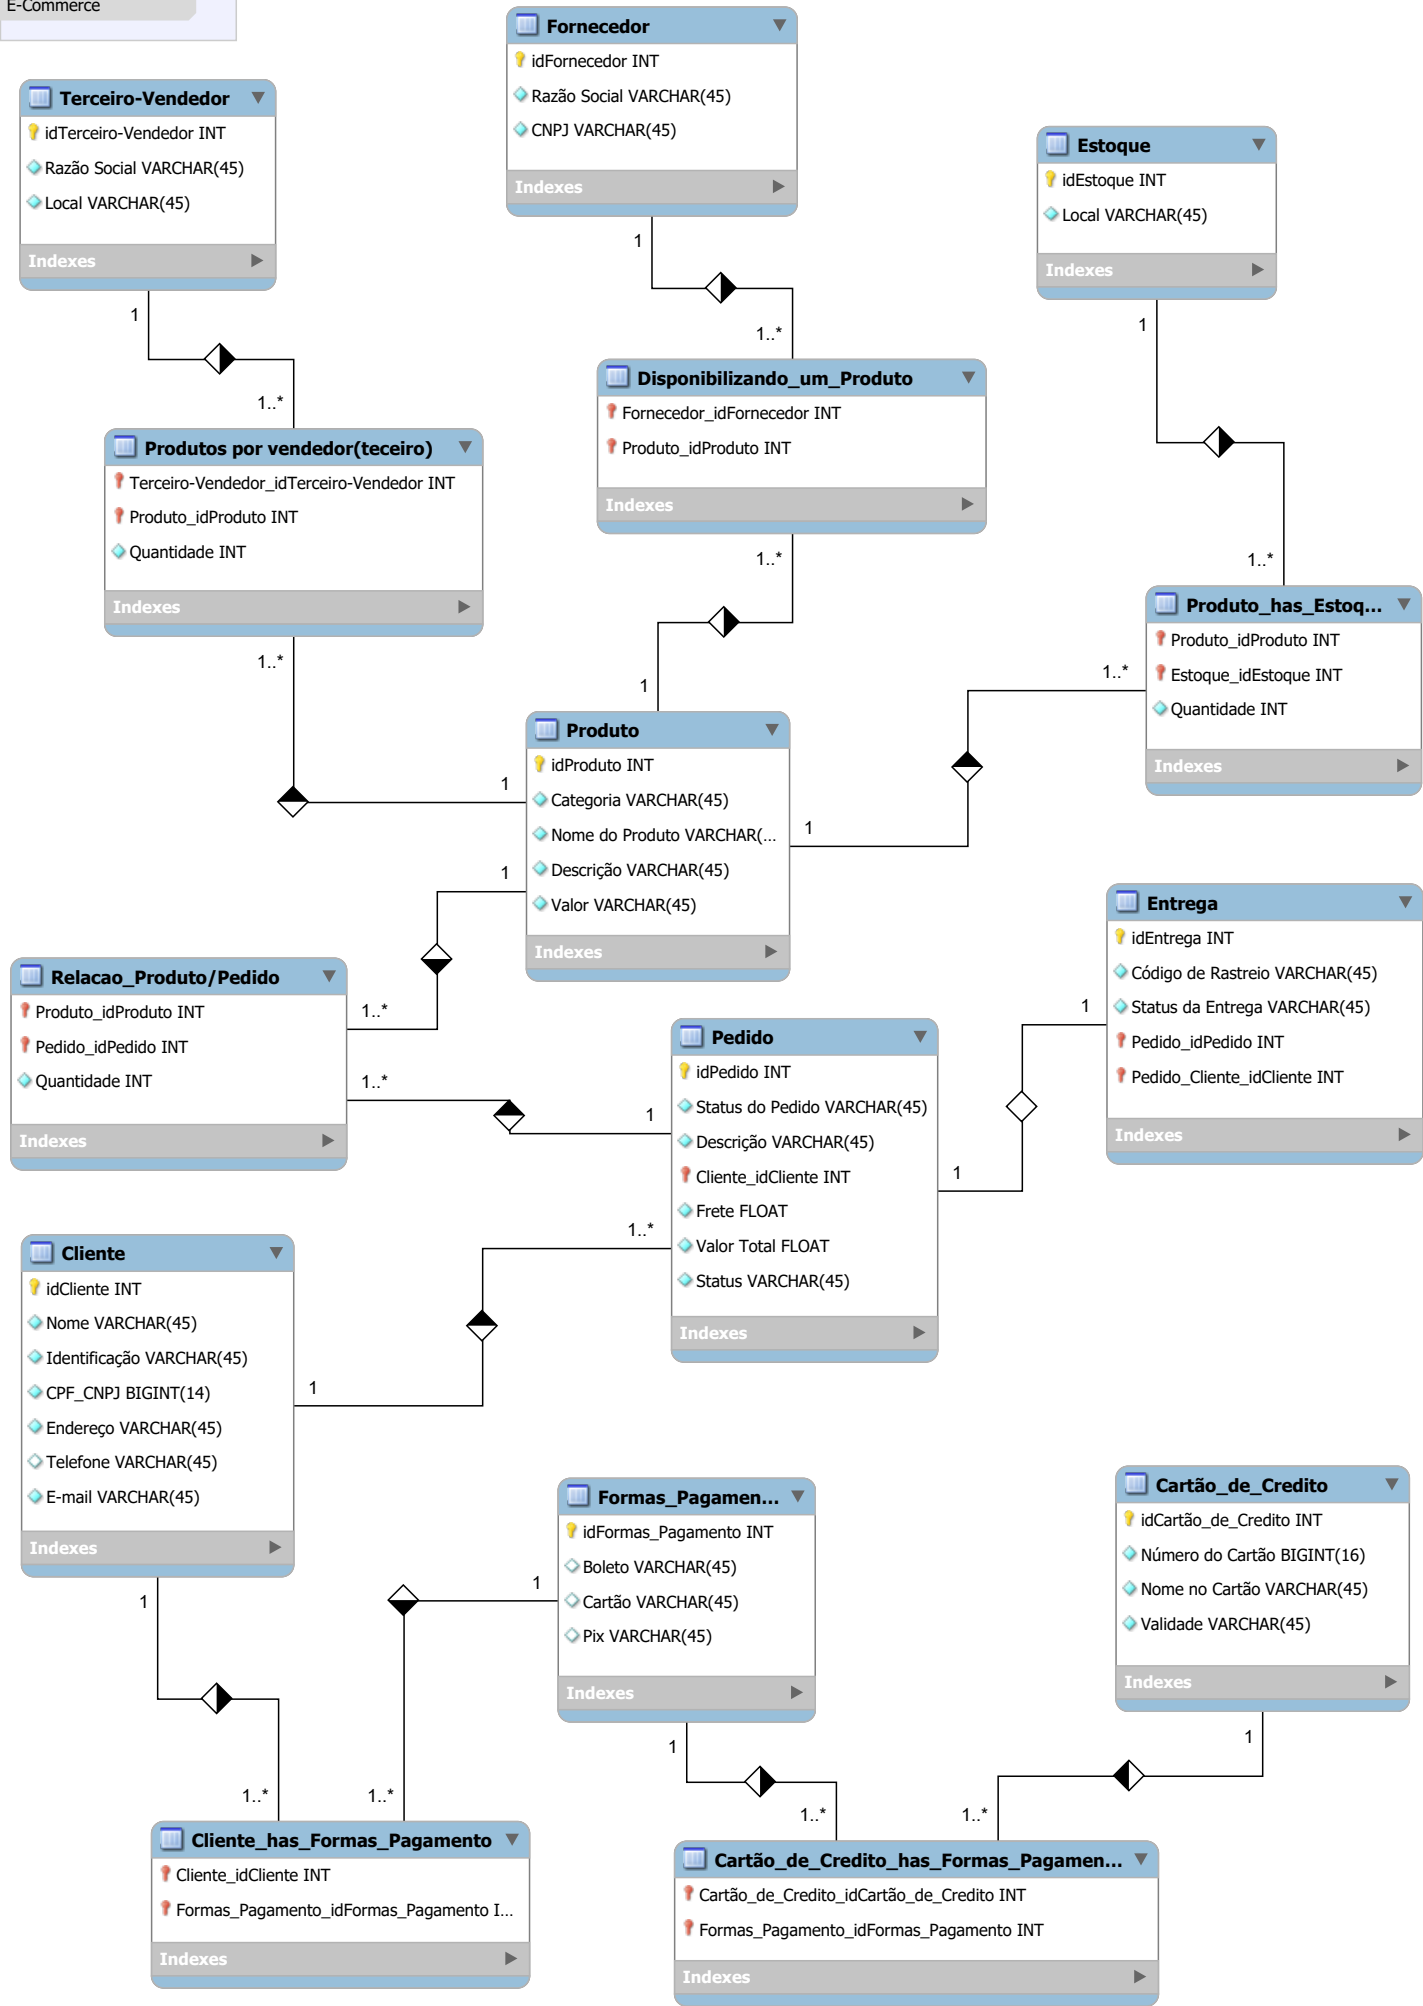 E-Commerce
Fornecedor
idFornecedor INT
Razão Social VARCHAR(45)
CNPJ VARCHAR(45)
Indexes
Terceiro-Vendedor
idTerceiro-Vendedor INT
Razão Social VARCHAR(45)
Local VARCHAR(45)
Indexes
Estoque
idEstoque INT
Local VARCHAR(45)
Indexes
1
1..*
1
1..*
1
1..*
Disponibilizando_um_Produto
Fornecedor_idFornecedor INT
Produto_idProduto INT
Indexes
Produtos por vendedor(teceiro)
Terceiro-Vendedor_idTerceiro-Vendedor INT
Produto_idProduto INT
Quantidade INT
Indexes
Produto_has_Estoq...
Produto_idProduto INT
Estoque_idEstoque INT
Quantidade INT
Indexes
1..*
1
1..*
1
1..*
1
Produto
idProduto INT
Categoria VARCHAR(45)
Nome do Produto VARCHAR(...
Descrição VARCHAR(45)
Valor VARCHAR(45)
Indexes
1
1..*
Relacao_Produto/Pedido
Produto_idProduto INT
Pedido_idPedido INT
Quantidade INT
Indexes
1..*
1
Entrega
idEntrega INT
Código de Rastreio VARCHAR(45)
Status da Entrega VARCHAR(45)
Pedido_idPedido INT
Pedido_Cliente_idCliente INT
Indexes
1
1
Pedido
idPedido INT
Status do Pedido VARCHAR(45)
Descrição VARCHAR(45)
Cliente_idCliente INT
Frete FLOAT
Valor Total FLOAT
Status VARCHAR(45)
Indexes
1..*
1
Cliente
idCliente INT
Nome VARCHAR(45)
Identificação VARCHAR(45)
CPF_CNPJ BIGINT(14)
Endereço VARCHAR(45)
Telefone VARCHAR(45)
E-mail VARCHAR(45)
Indexes
Formas_Pagamen...
idFormas_Pagamento INT
Boleto VARCHAR(45)
Cartão VARCHAR(45)
Pix VARCHAR(45)
Indexes
Cartão_de_Credito
idCartão_de_Credito INT
Número do Cartão BIGINT(16)
Nome no Cartão VARCHAR(45)
Validade VARCHAR(45)
Indexes
1
1..*
1
1..*
1
1..*
1
1..*
Cliente_has_Formas_Pagamento
Cliente_idCliente INT
Formas_Pagamento_idFormas_Pagamento I...
Indexes
Cartão_de_Credito_has_Formas_Pagamen...
Cartão_de_Credito_idCartão_de_Credito INT
Formas_Pagamento_idFormas_Pagamento INT
Indexes